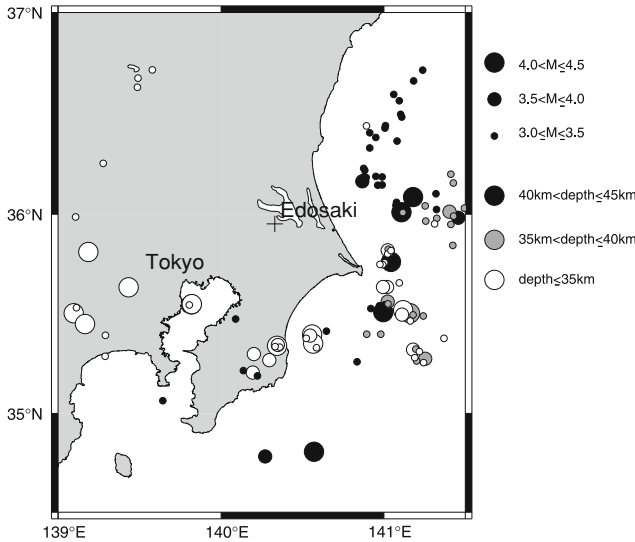 37°N
36°N
35°N
139°E
140°E
141°E
Edosaki
Tokyo
4.0<M≤4.5
3.5<M≤4.0
3.0≤M≤3.5
40km<depth≤45km
35km<depth≤40km
depth≤35km